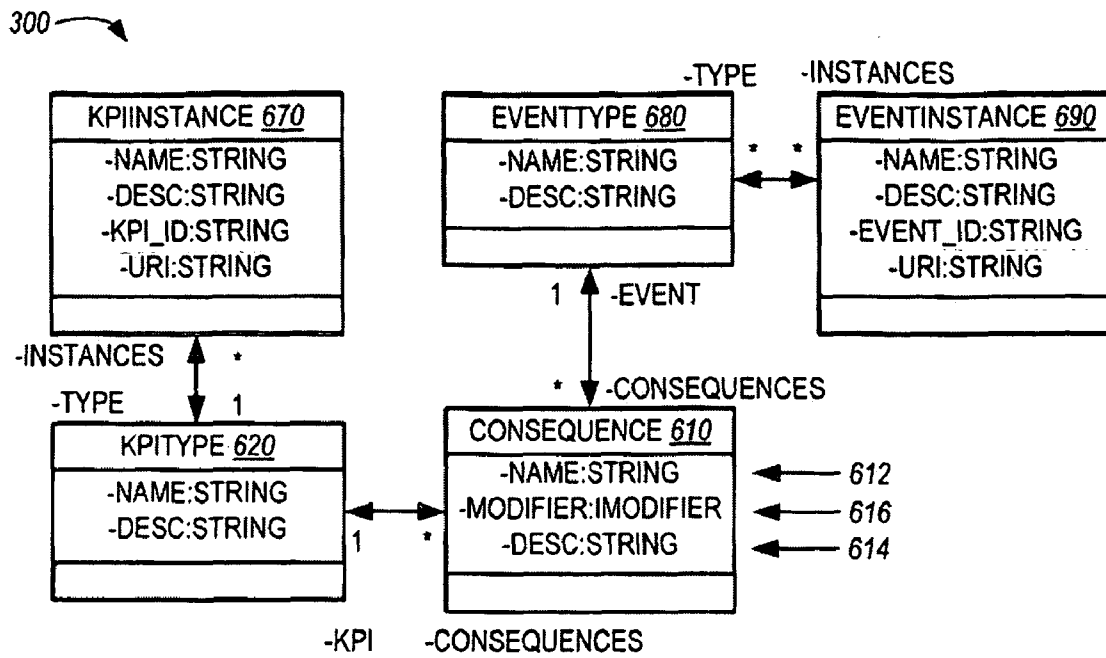 300
-TYPE -INSTANCES
KPIINSTANCE 670
-NAME:STRING
-DESC:STRING
-KPI_ID:STRING
-URI:STRING
EVENTTYPE 680
-NAME:STRING
-DESC:STRING
* *
EVENTINSTANCE 690
-NAME:STRING
-DESC:STRING
-EVENT_ID:STRING
-URI:STRING
1 -EVENT
-INSTANCES *
-TYPE 1
* -CONSEQUENCES
KPITYPE 620
-NAME:STRING
-DESC:STRING
1 *
CONSEQUENCE 610
-NAME:STRING
-MODIFIER:IMODIFIER
-DESC:STRING
612
616
614
-KPI -CONSEQUENCES